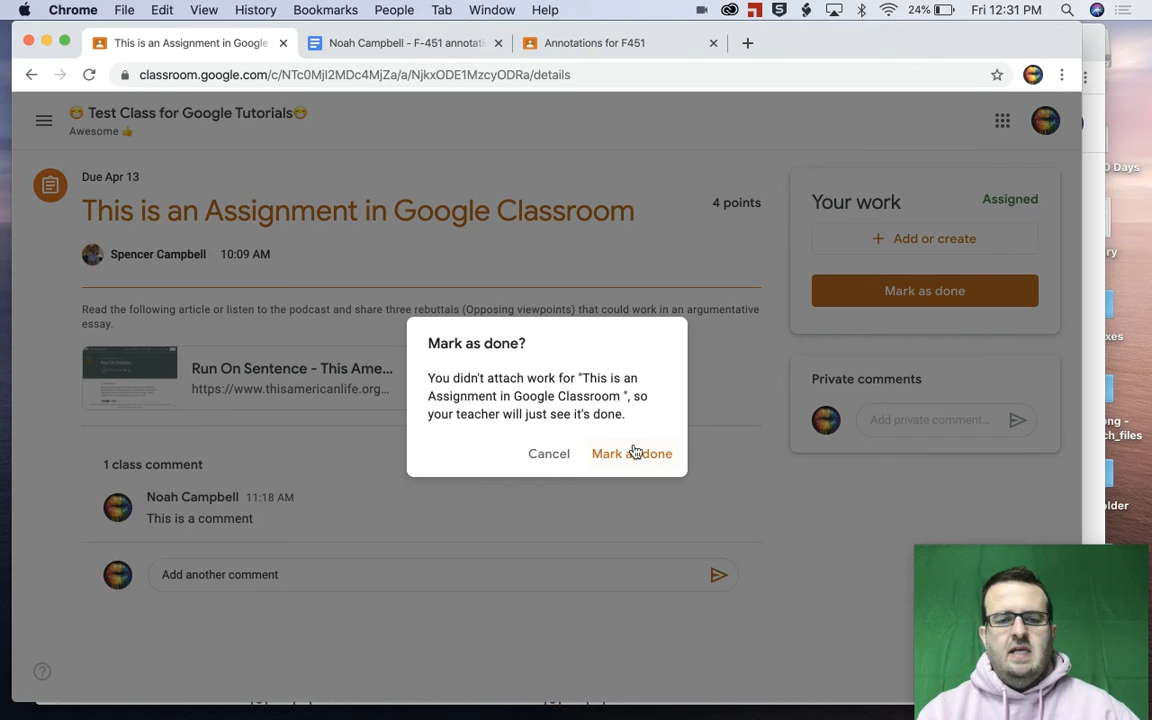 Chrome File Edit View History Bookmarks People Tab Window Help 24% Fri 12:31 PM
This is an Assignment in Google Noah Campbell - F-451 annotati Annotations for F451
classroom.google.com/c/NTc0MjI2MDc4MjZa/a/NjkxODE1MzcyODRa/details
😁 Test Class for Google Tutorials😁
Awesome 👍
0 Days
Due Apr 13
This is an Assignment in Google Classroom
4 points
Spencer Campbell 10:09 AM
Read the following article or listen to the podcast and share three rebuttals (Opposing viewpoints) that could work in an argumentative
essay.
Run On Sentence - This Ame...
https://www.thisamericanlife.org...
Your work Assigned
+ Add or create
Mark as done
Private comments
Add private comment...
Mark as done?
You didn't attach work for "This is an
Assignment in Google Classroom ", so
your teacher will just see it's done.
Cancel Mark as done
1 class comment
Noah Campbell 11:18 AM
This is a comment
Add another comment
ry
xes
ong -
ch_files
older